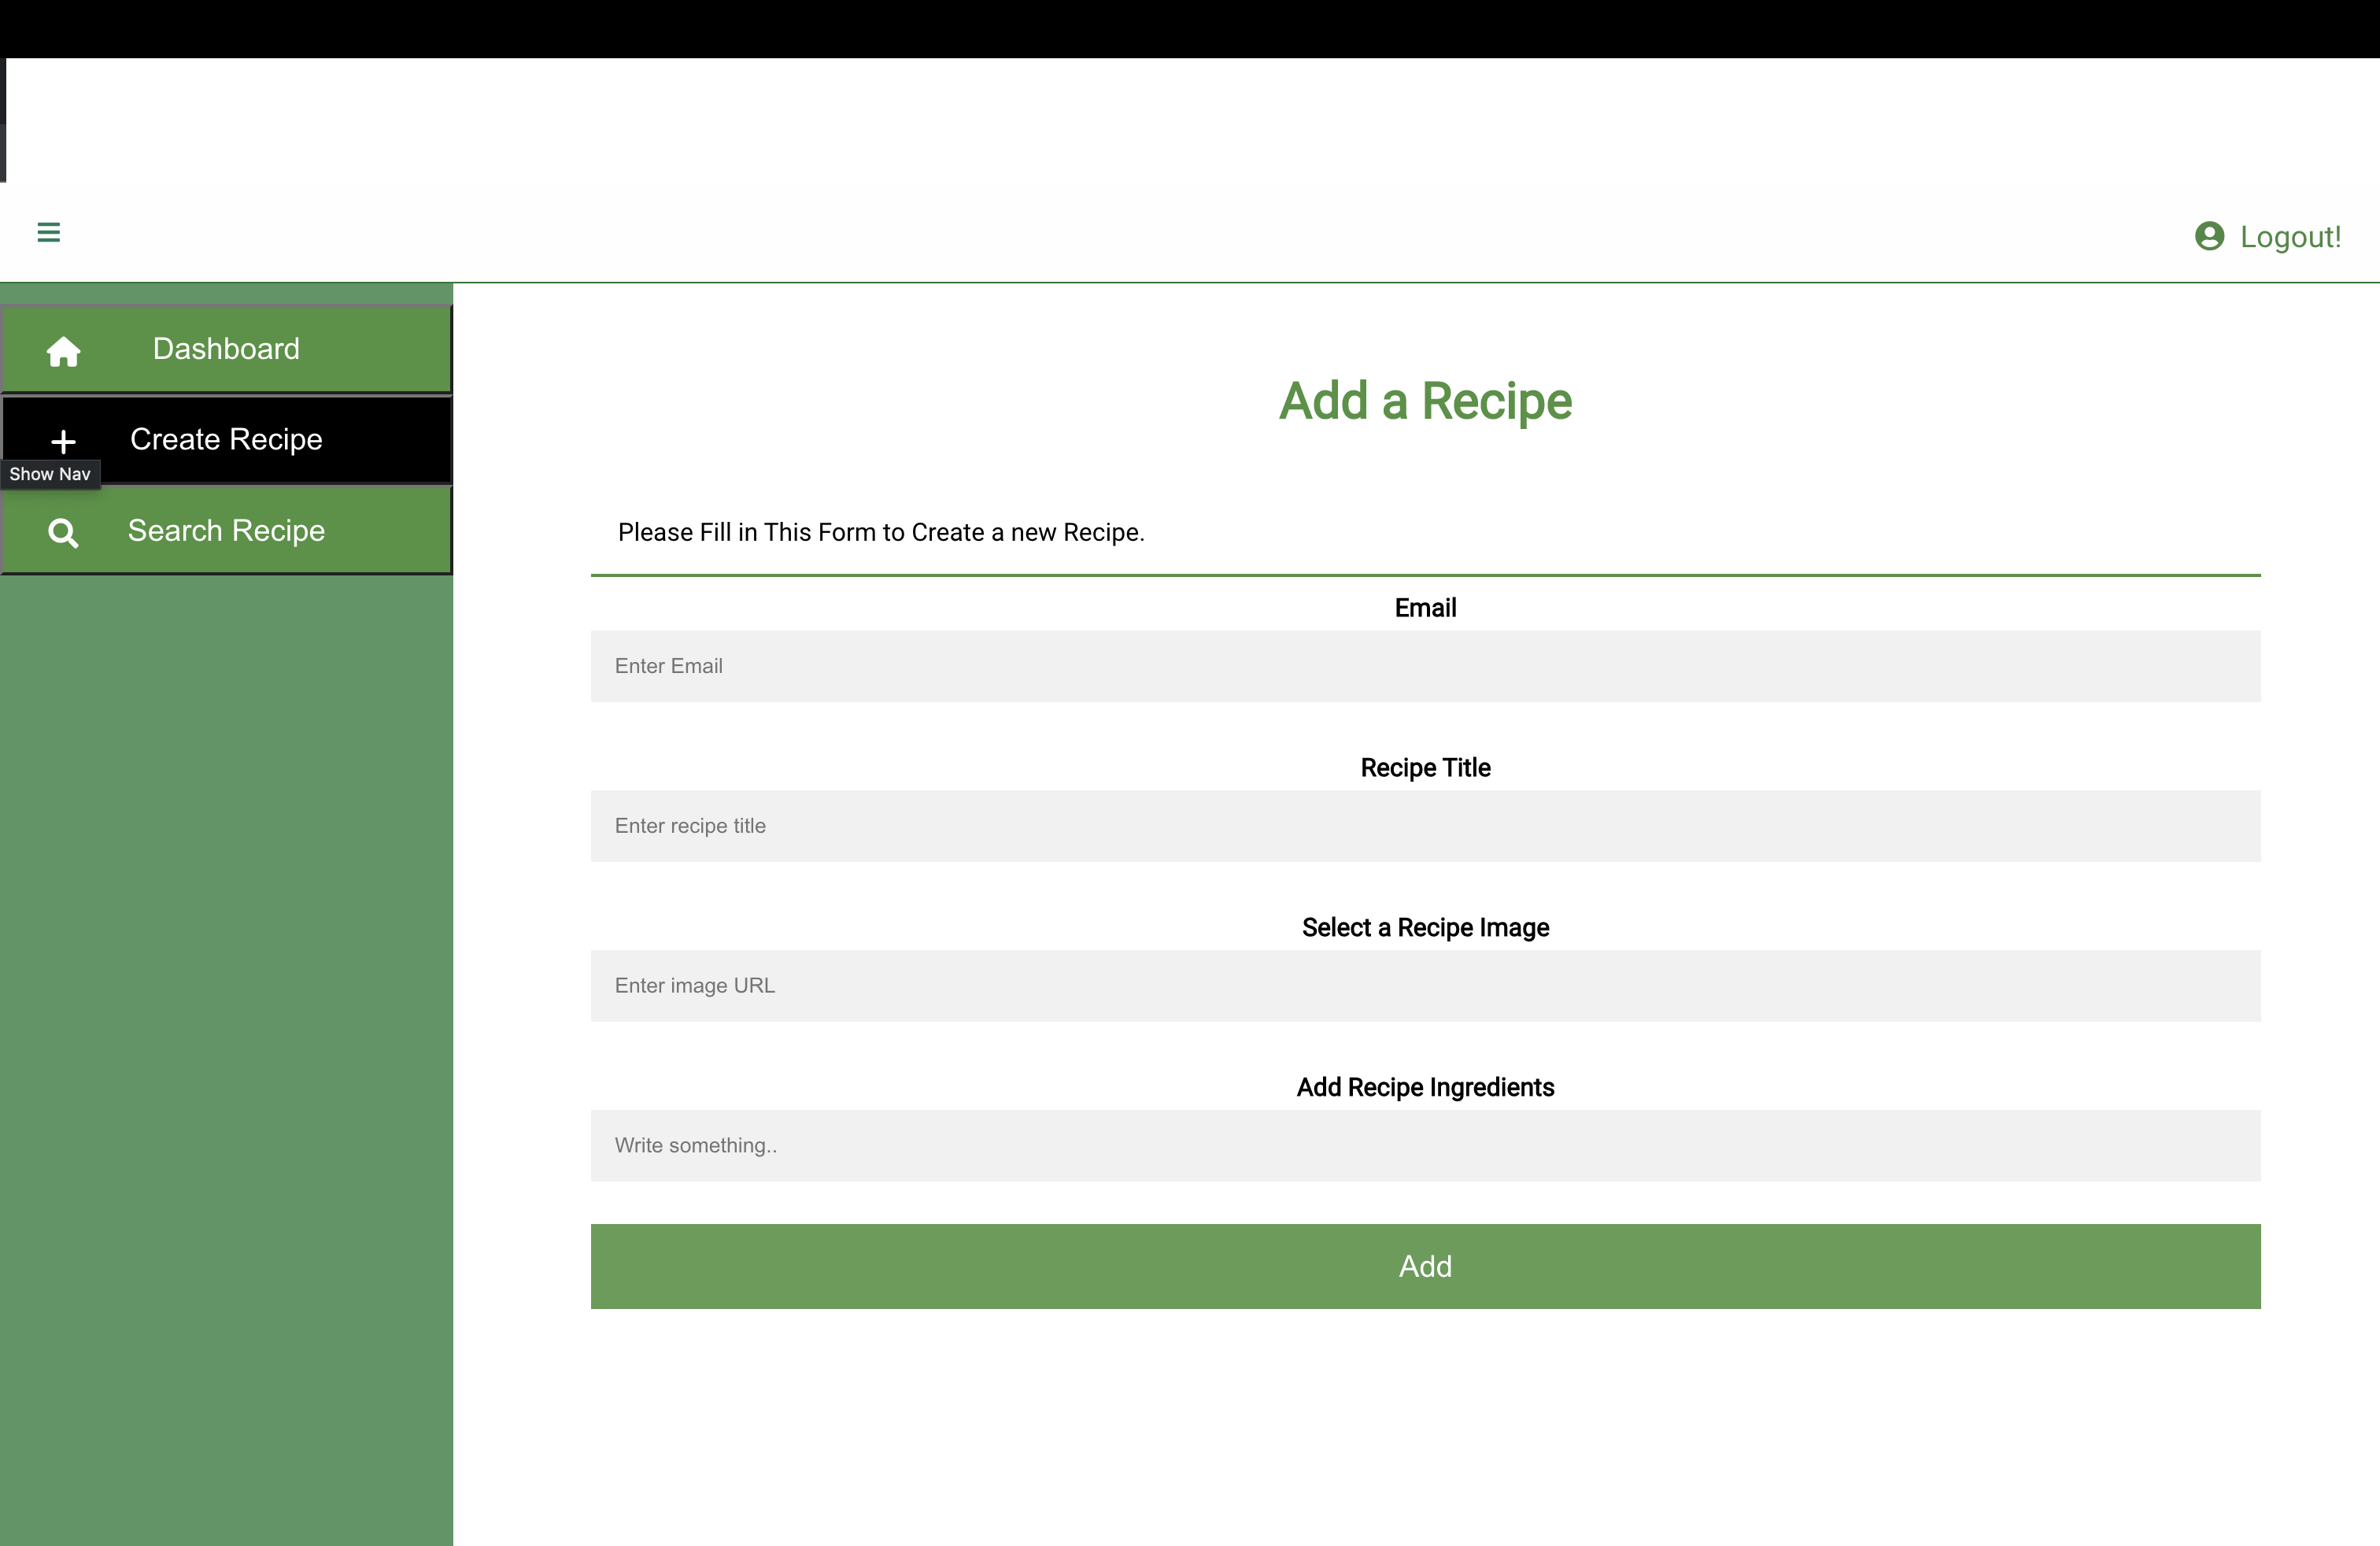 Logout!
Dashboard
Create Recipe
Show Nav
Search Recipe
Add a Recipe
Please Fill in This Form to Create a new Recipe.
Email
Enter Email
Recipe Title
Enter recipe title
Select a Recipe Image
Enter image URL
Add Recipe Ingredients
Write something..
Add